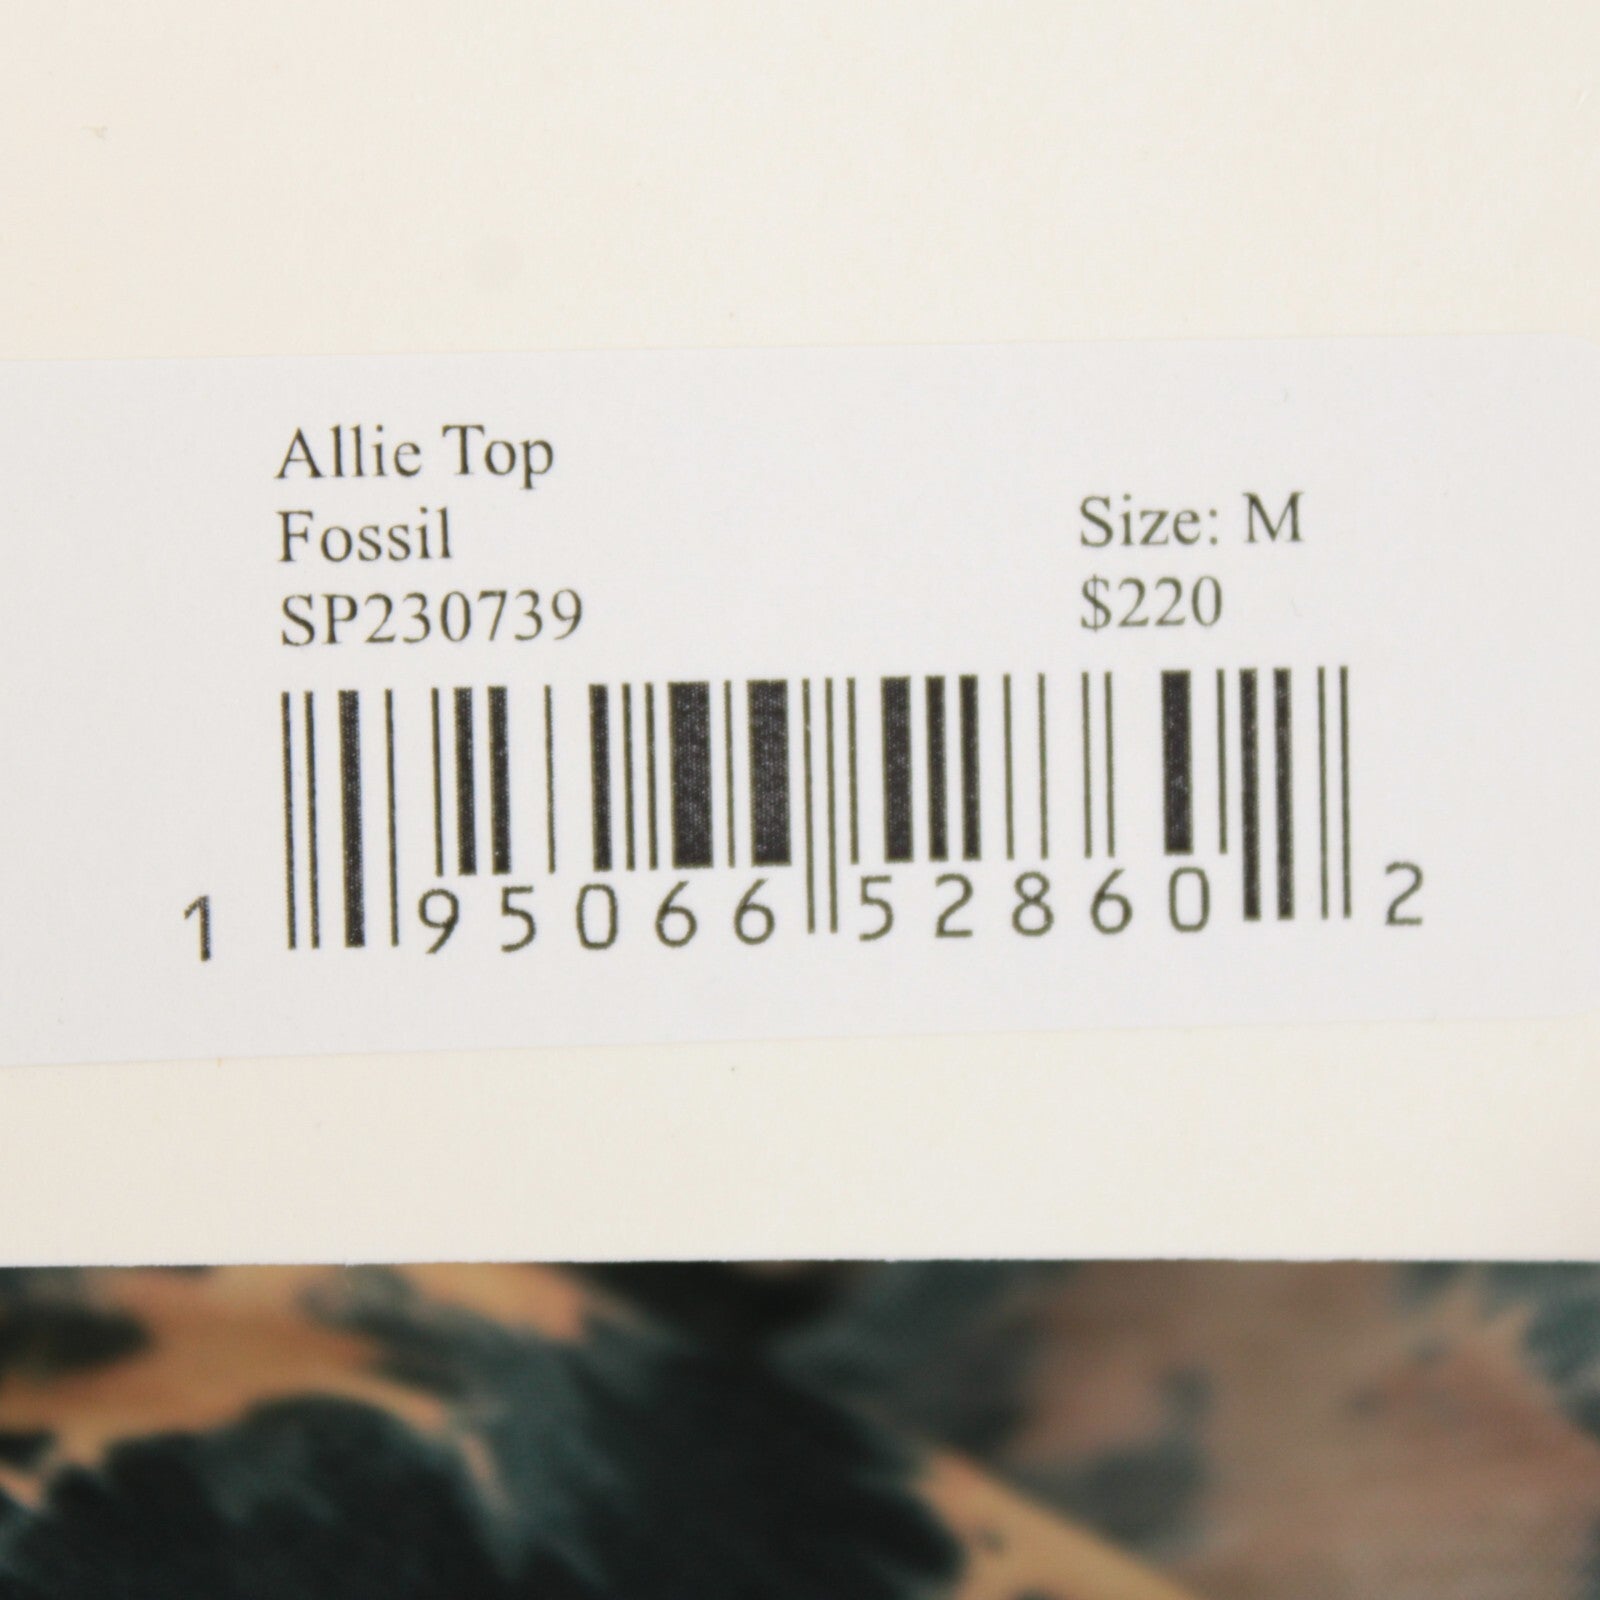 Allie Top
Fossil
Size: M
SP230739
$220
1 95066 52860 2